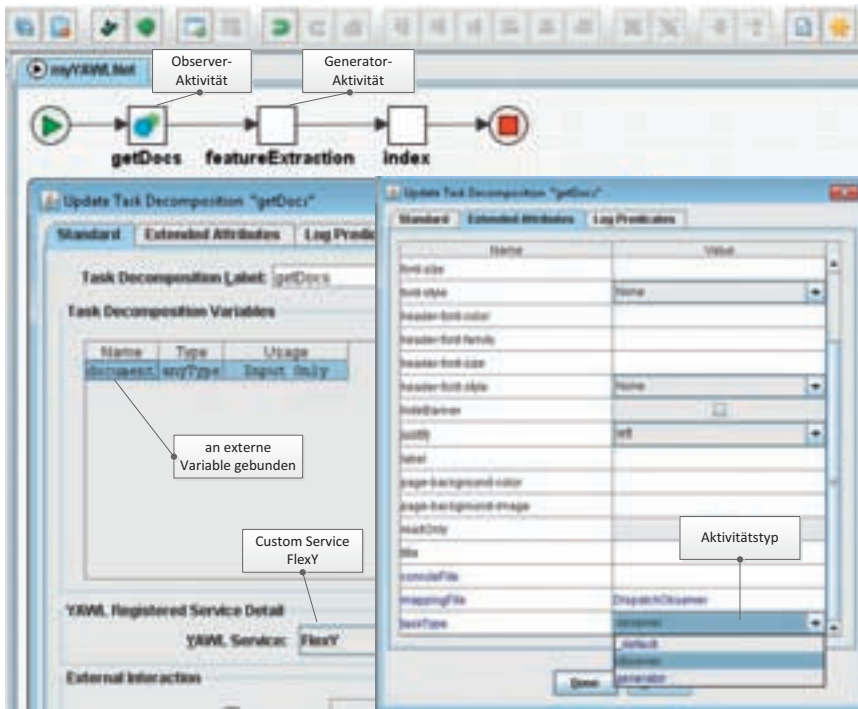 myYAWLNet
Observer-
Aktivität
Generator-
Aktivität
getDocs
featureExtraction
index
Update Task Decomposition "getDocs"
Standard
Extended Attributes
Log Predic
Task Decomposition Label:
getDocs
Task Decomposition Variables
Name
Type
Usage
document
anyType
Input Only
an externe
Variable gebunden
Custom Service
FlexY
YAWL Registered Service Detail
YAWL Service:
FlexY
External Interaction
Update Task Decomposition "getDocs"
Standard
Extended Attributes
Log Predicates
Name
Value
font-size
font-style
None
header-font-color
header-font-family
header-font-size
header-font-style
None
hideBanner
justify
left
label
page-background-color
page-background-image
readOnly
title
consoleFile
mappingFile
DispatchObserver
taskType
observer
_default
observer
generator
Aktivitätstyp
Done